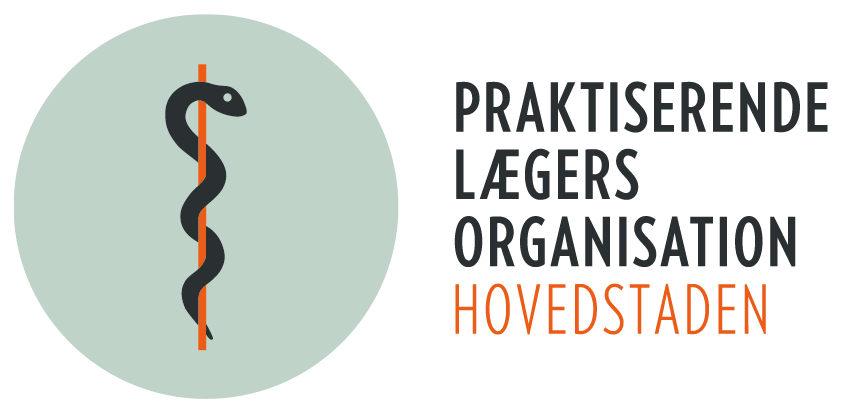 PRAKTISERENDE
LÆGERS
ORGANISATION
HOVEDSTADEN